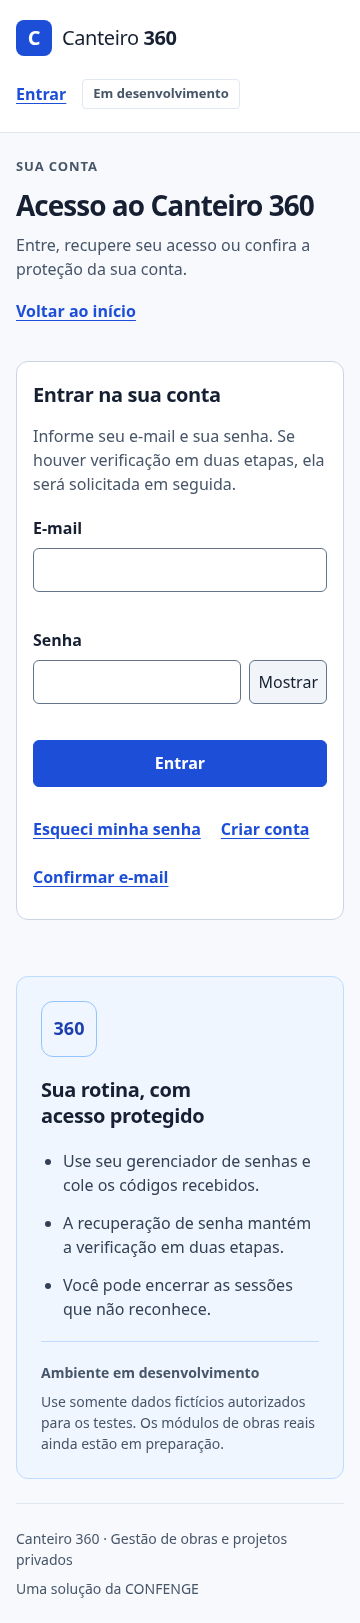 C Canteiro 360
Entrar Em desenvolvimento
SUA CONTA
Acesso ao Canteiro 360
Entre, recupere seu acesso ou confira a
proteção da sua conta.
Voltar ao início
Entrar na sua conta
Informe seu e-mail e sua senha. Se
houver verificação em duas etapas, ela
será solicitada em seguida.
E-mail
Senha
Mostrar
Entrar
Esqueci minha senha Criar conta
Confirmar e-mail
360
Sua rotina, com
acesso protegido
• Use seu gerenciador de senhas e
cole os códigos recebidos.
• A recuperação de senha mantém
a verificação em duas etapas.
• Você pode encerrar as sessões
que não reconhece.
Ambiente em desenvolvimento
Use somente dados fictícios autorizados
para os testes. Os módulos de obras reais
ainda estão em preparação.
Canteiro 360 · Gestão de obras e projetos
privados
Uma solução da CONFENGE